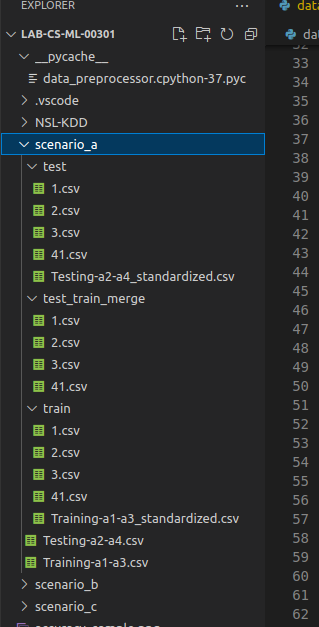 EXPLORER
LAB-CS-ML-00301
__pycache__
data_preprocessor.cpython-37.pyc
.vscode
NSL-KDD
scenario_a
test
1.csv
2.csv
3.csv
41.csv
Testing-a2-a4_standardized.csv
test_train_merge
1.csv
2.csv
3.csv
41.csv
train
1.csv
2.csv
3.csv
41.csv
Training-a1-a3_standardized.csv
Testing-a2-a4.csv
Training-a1-a3.csv
scenario_b
scenario_c
data
dat
33
34
35
36
37
38
39
40
41
42
43
44
45
46
47
48
49
50
51
52
53
54
55
56
57
58
59
60
61
62